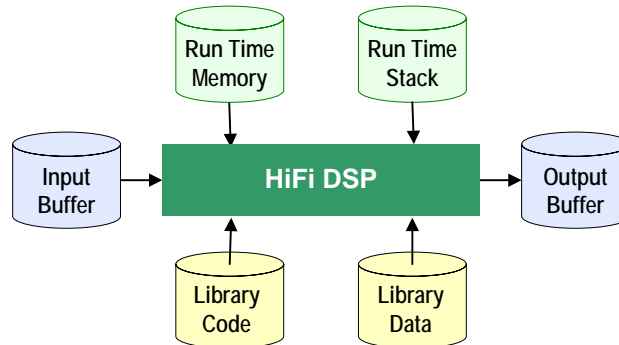 Run Time
Memory
Run Time
Stack
Input
Buffer
HiFi DSP
Output
Buffer
Library
Code
Library
Data